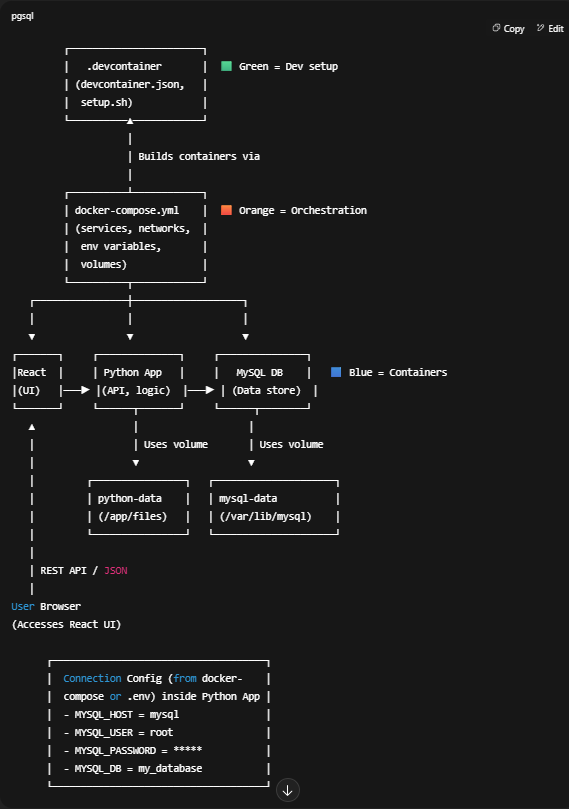 pgsql
Copy Edit
.devcontainer
Green = Dev setup
(devcontainer.json,
setup.sh)
Builds containers via
docker-compose.yml
Orange = Orchestration
(services, networks,
env variables,
volumes)
React Python App MySQL DB
Blue = Containers
(UI) (API, logic) (Data store)
Uses volume Uses volume
python-data mysql-data
(/app/files) (/var/lib/mysql)
REST API / JSON
User Browser
(Accesses React UI)
Connection Config (from docker-
compose or .env) inside Python App
- MYSQL_HOST = mysql
- MYSQL_USER = root
- MYSQL_PASSWORD = *****
- MYSQL_DB = my_database